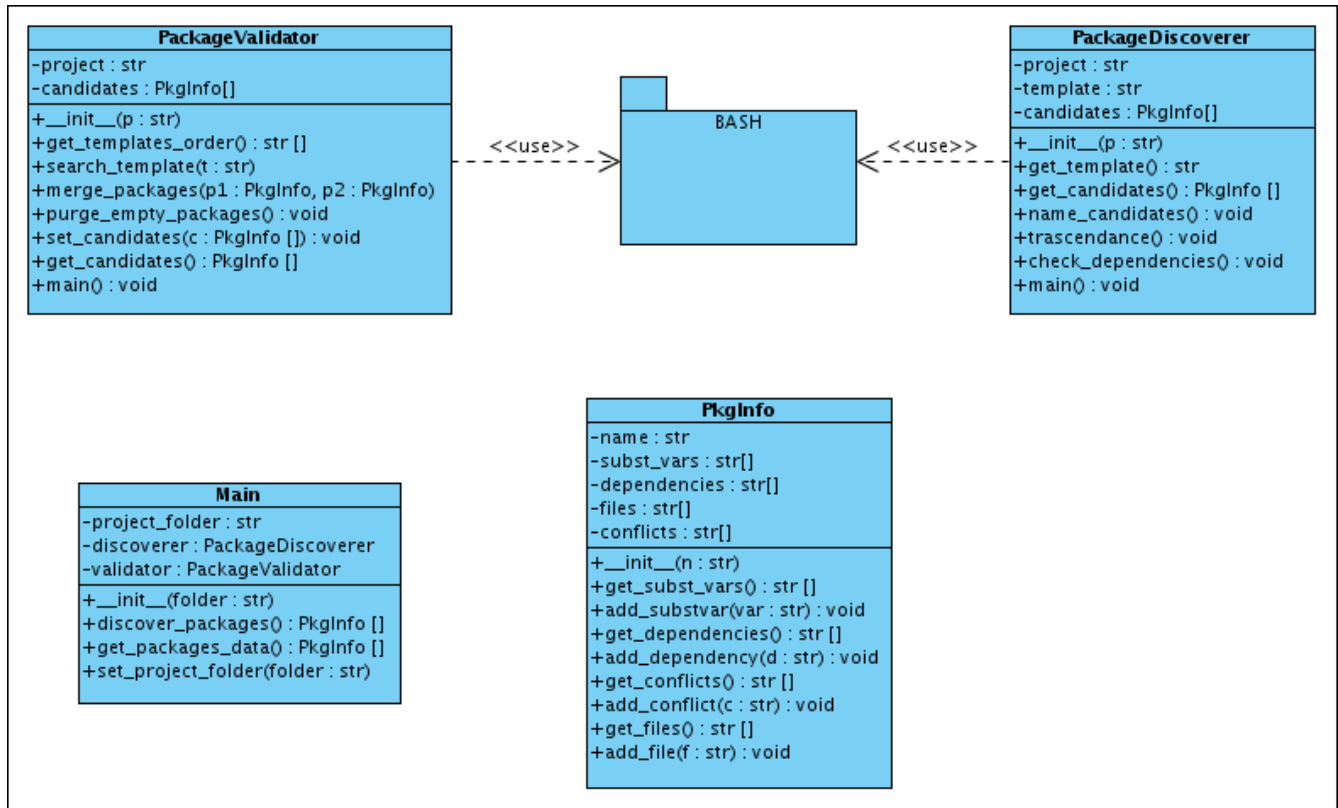 PackageValidator
-project : str
-candidates : PkgInfo[]
+__init__(p : str)
+get_templates_order() : str []
+search_template(t : str)
+merge_packages(p1 : PkgInfo, p2 : PkgInfo)
+purge_empty_packages() : void
+set_candidates(c : PkgInfo []) : void
+get_candidates() : PkgInfo []
+main() : void
<<use>>
BASH
<<use>>
PackageDiscoverer
-project : str
-template : str
-candidates : PkgInfo[]
+__init__(p : str)
+get_template() : str
+get_candidates() : PkgInfo []
+name_candidates() : void
+trascendance() : void
+check_dependencies() : void
+main() : void
Main
-project_folder : str
-discoverer : PackageDiscoverer
-validator : PackageValidator
+__init__(folder : str)
+discover_packages() : PkgInfo []
+get_packages_data() : PkgInfo []
+set_project_folder(folder : str)
PkgInfo
-name : str
-subst_vars : str[]
-dependencies : str[]
-files : str[]
-conflicts : str[]
+__init__(n : str)
+get_subst_vars() : str []
+add_substvar(var : str) : void
+get_dependencies() : str []
+add_dependency(d : str) : void
+get_conflicts() : str []
+add_conflict(c : str) : void
+get_files() : str []
+add_file(f : str) : void